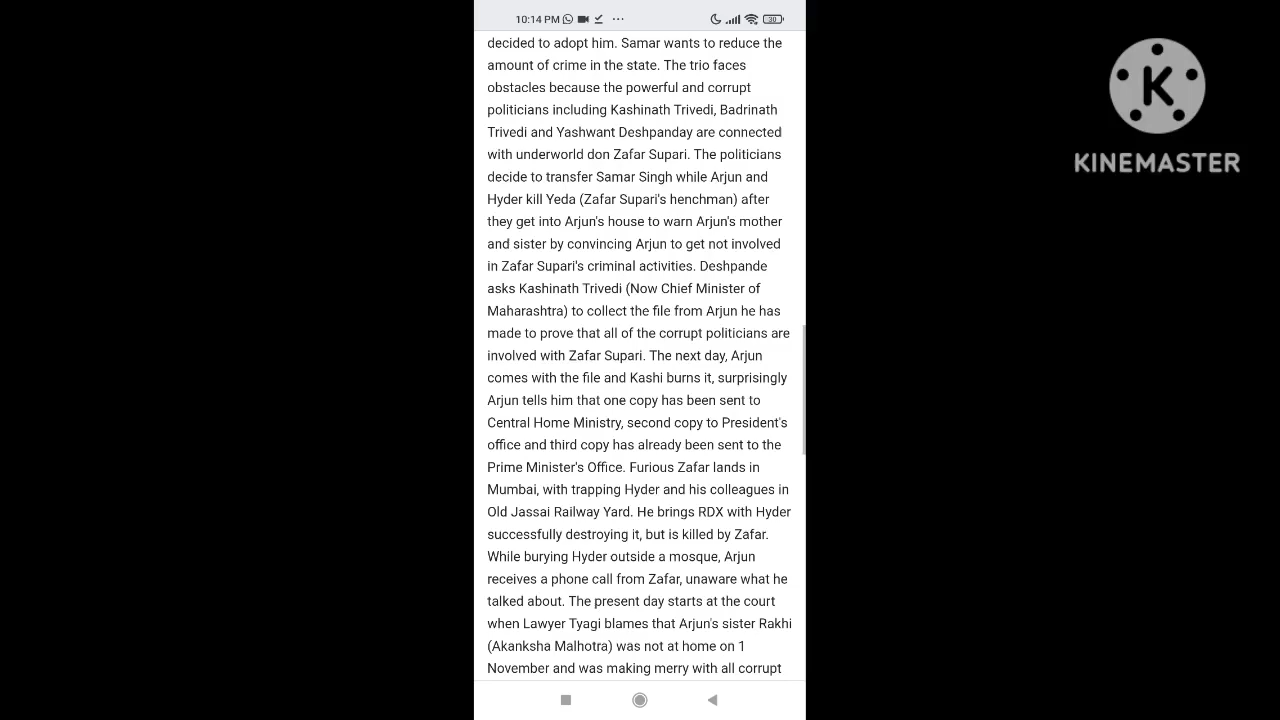 10:14 PM
30
decided to adopt him. Samar wants to reduce the
amount of crime in the state. The trio faces
obstacles because the powerful and corrupt
politicians including Kashinath Trivedi, Badrinath
Trivedi and Yashwant Deshpanday are connected
with underworld don Zafar Supari. The politicians
decide to transfer Samar Singh while Arjun and
Hyder kill Yeda (Zafar Supari's henchman) after
they get into Arjun's house to warn Arjun's mother
and sister by convincing Arjun to get not involved
in Zafar Supari's criminal activities. Deshpande
asks Kashinath Trivedi (Now Chief Minister of
Maharashtra) to collect the file from Arjun he has
made to prove that all of the corrupt politicians are
involved with Zafar Supari. The next day, Arjun
comes with the file and Kashi burns it, surprisingly
Arjun tells him that one copy has been sent to
Central Home Ministry, second copy to President's
office and third copy has already been sent to the
Prime Minister's Office. Furious Zafar lands in
Mumbai, with trapping Hyder and his colleagues in
Old Jassai Railway Yard. He brings RDX with Hyder
successfully destroying it, but is killed by Zafar.
While burying Hyder outside a mosque, Arjun
receives a phone call from Zafar, unaware what he
talked about. The present day starts at the court
when Lawyer Tyagi blames that Arjun's sister Rakhi
(Akanksha Malhotra) was not at home on 1
November and was making merry with all corrupt
K
KINEMASTER